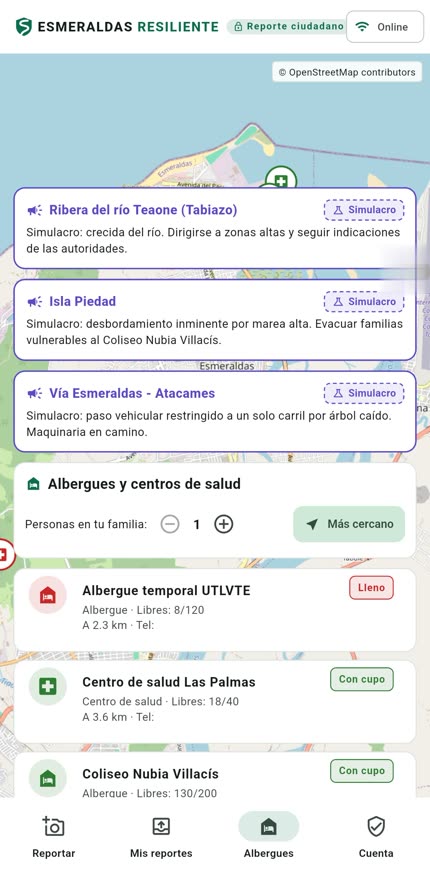 ESMERALDAS RESILIENTE
Reporte ciudadano
Online
© OpenStreetMap contributors
Esmeraldas
Avenida del Pa
Ribera del río Teaone (Tabiazo)
Simulacro
Simulacro: crecida del río. Dirigirse a zonas altas y seguir indicaciones
de las autoridades.
Isla Piedad
Simulacro
Simulacro: desbordamiento inminente por marea alta. Evacuar familias
vulnerables al Coliseo Nubia Villacís.
Esmeraldas
Vía Esmeraldas - Atacames
Simulacro
Simulacro: paso vehicular restringido a un solo carril por árbol caído.
Maquinaria en camino.
Albergues y centros de salud
Personas en tu familia:
1
Más cercano
Albergue temporal UTLVTE
Lleno
Albergue · Libres: 8/120
A 2.3 km · Tel:
Centro de salud Las Palmas
Con cupo
Centro de salud · Libres: 18/40
A 3.6 km · Tel:
Coliseo Nubia Villacís
Con cupo
Albergue · Libres: 130/200
Reportar
Mis reportes
Albergues
Cuenta